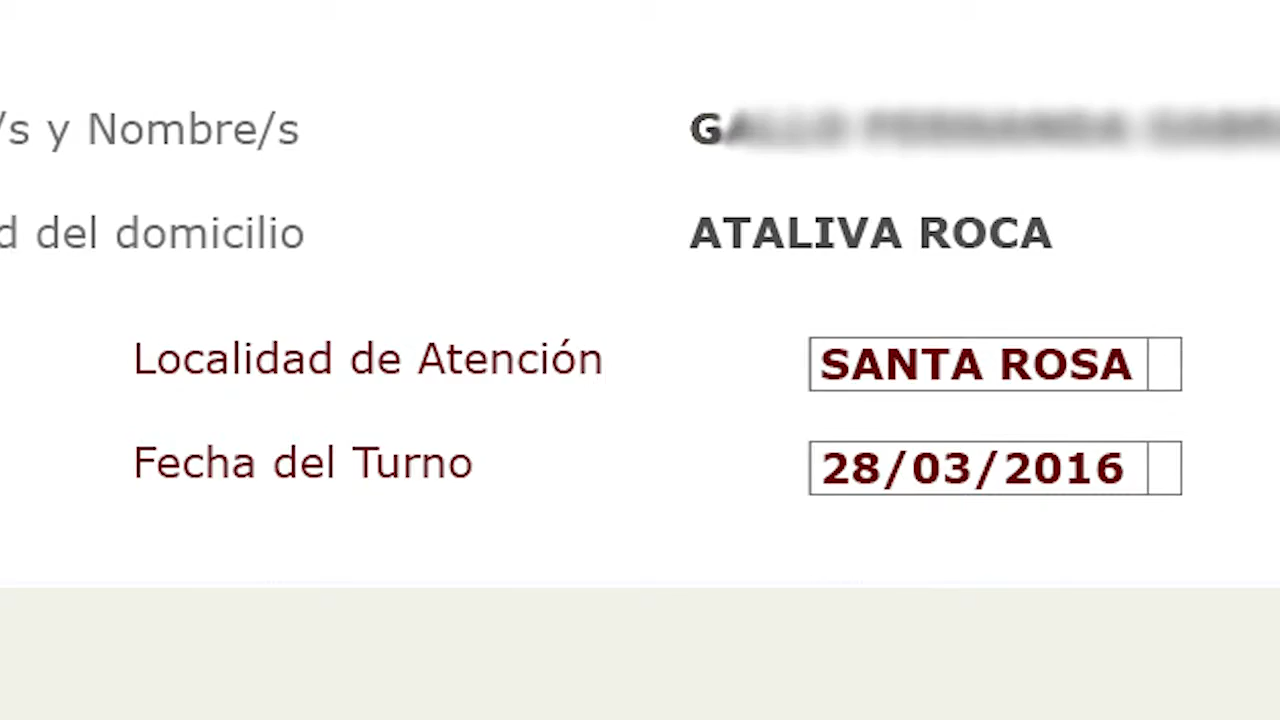 /s y Nombre/s G
d del domicilio ATALIVA ROCA
Localidad de Atención SANTA ROSA
Fecha del Turno 28/03/2016